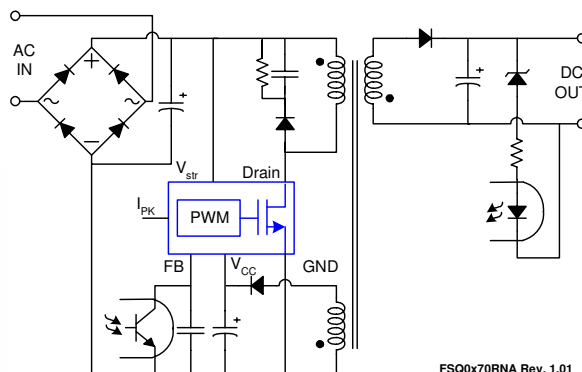 AC
IN
+
~
~
−
+
+
DC
OUT
Vstr
Drain
IPK
PWM
FB
VCC
GND
+
FSQ0x70RNA Rev. 1.01